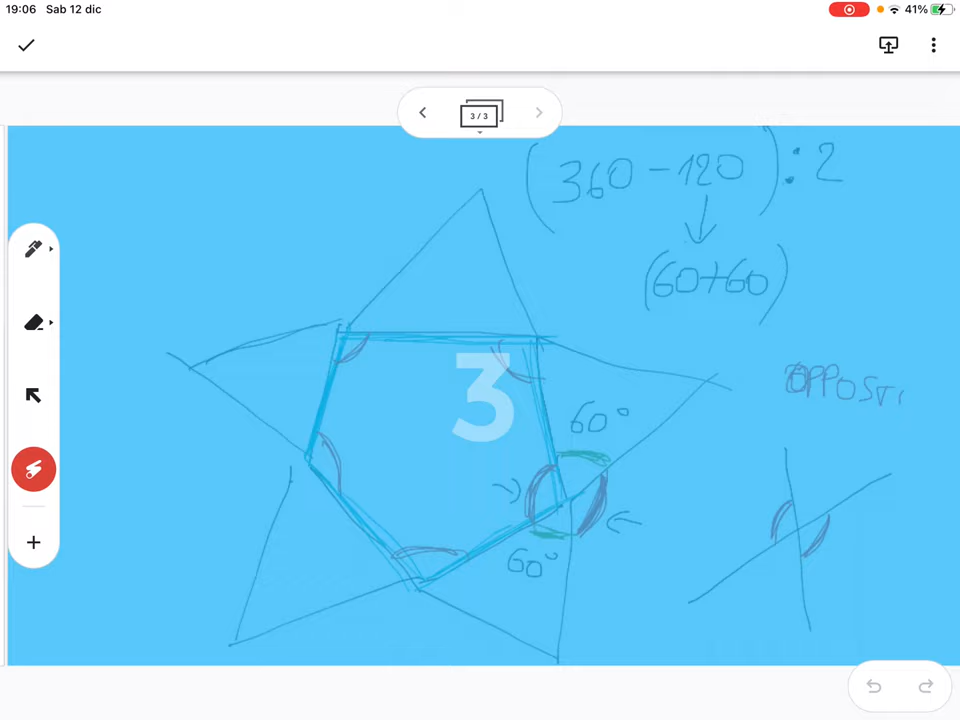 19:06 Sab 12 dic
41%
3 / 3
(360-120):2
(60+60)
3
OPPOSTI
60°
60°